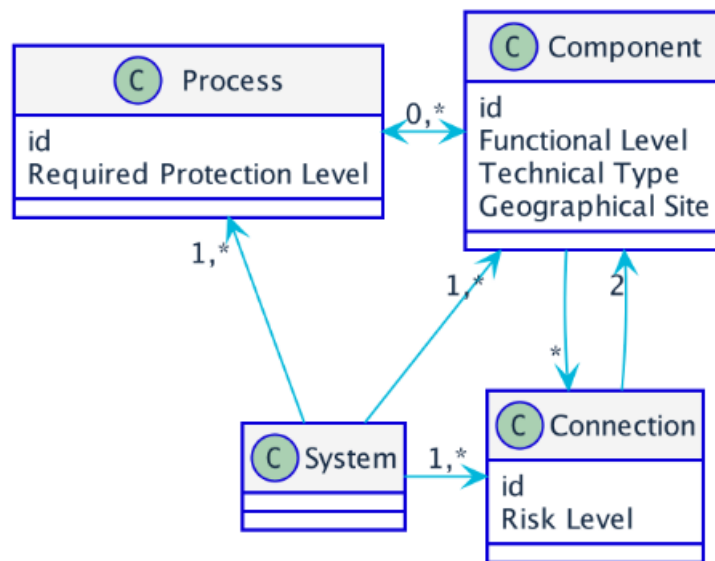 C Process
id
Required Protection Level
0,*
C Component
id
Functional Level
Technical Type
Geographical Site
1,*
1,*
2
*
C System
1,*
C Connection
id
Risk Level